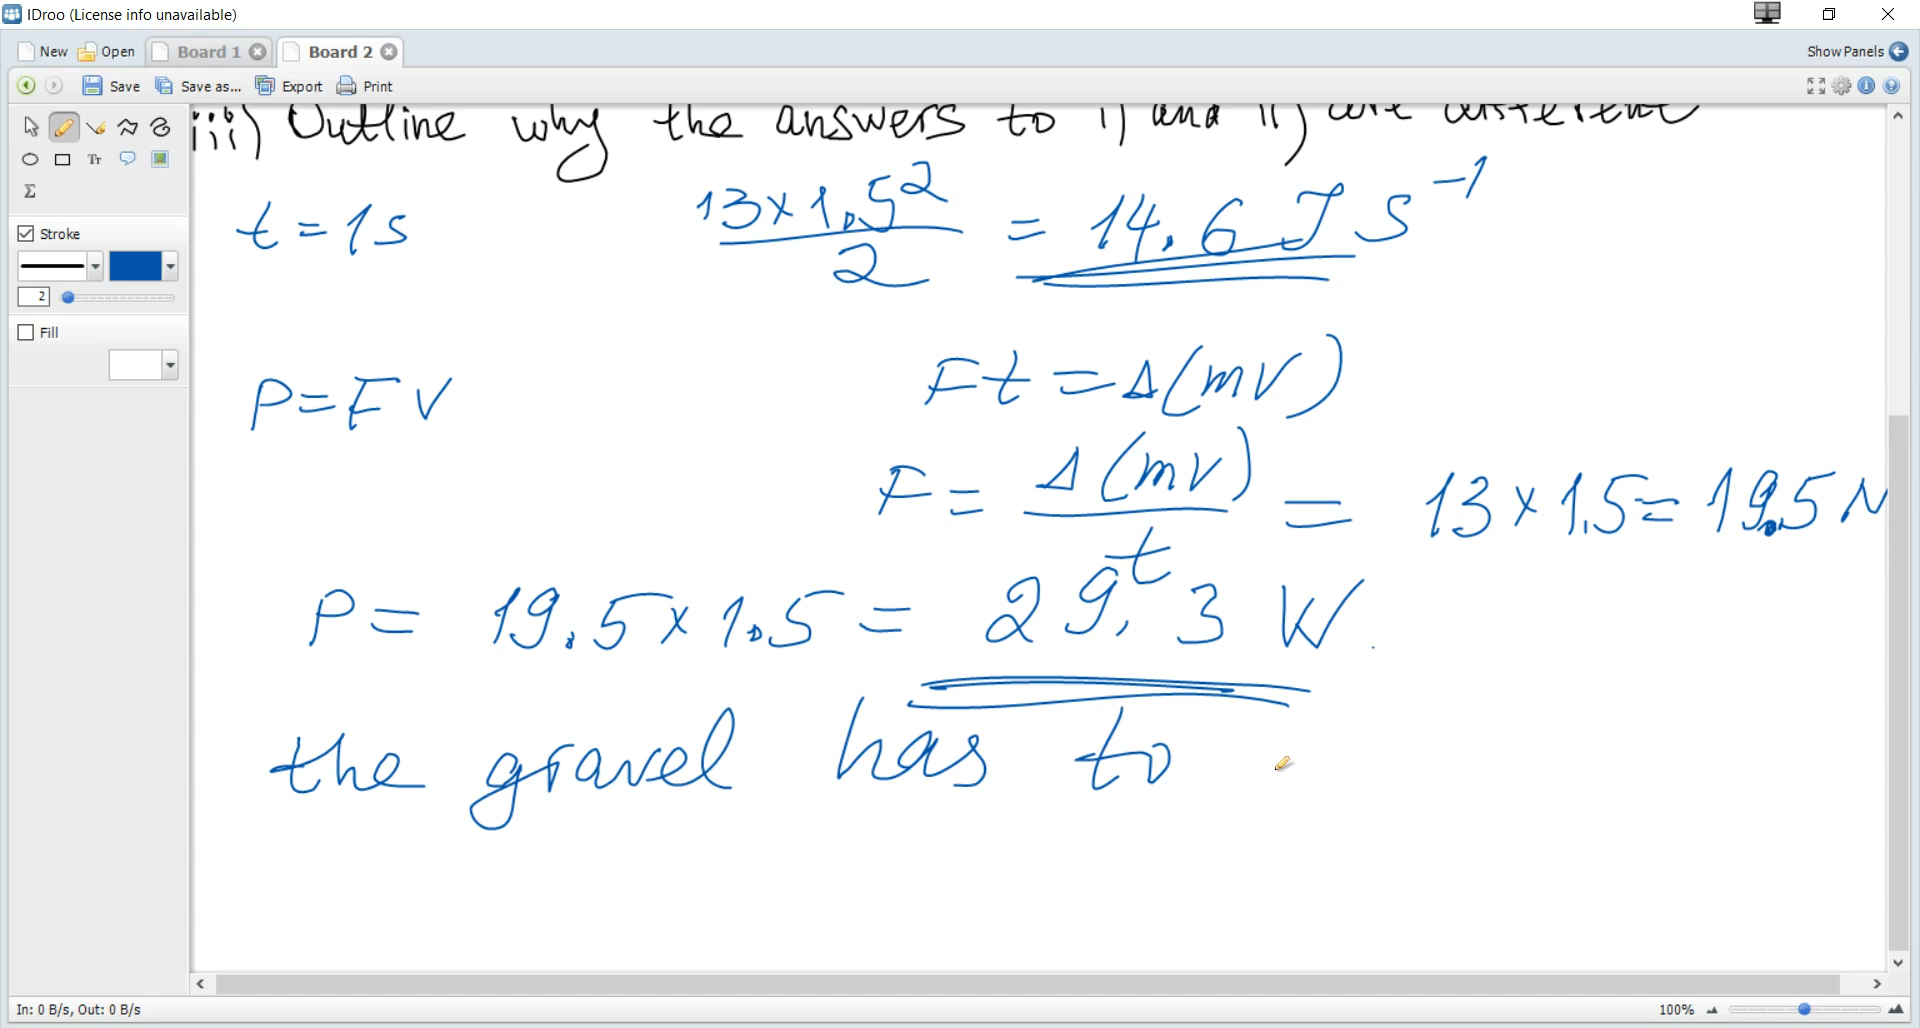 IDroo (License info unavailable)
New Open Board 1 Board 2 Show Panels
Save Save as... Export Print
iii) Outline why the answers to i) and ii) are different
Tт
Σ
Stroke
t = 1s 13×1.5² / 2 = 14.6 J S⁻¹
2
Fill
P=FV Ft = Δ(mv)
F = Δ(mv) / t = 13×1.5= 19.5 N
P = 19.5×1.5 = 29.3 W.
the gravel has to
In: 0 B/s, Out: 0 B/s 100%